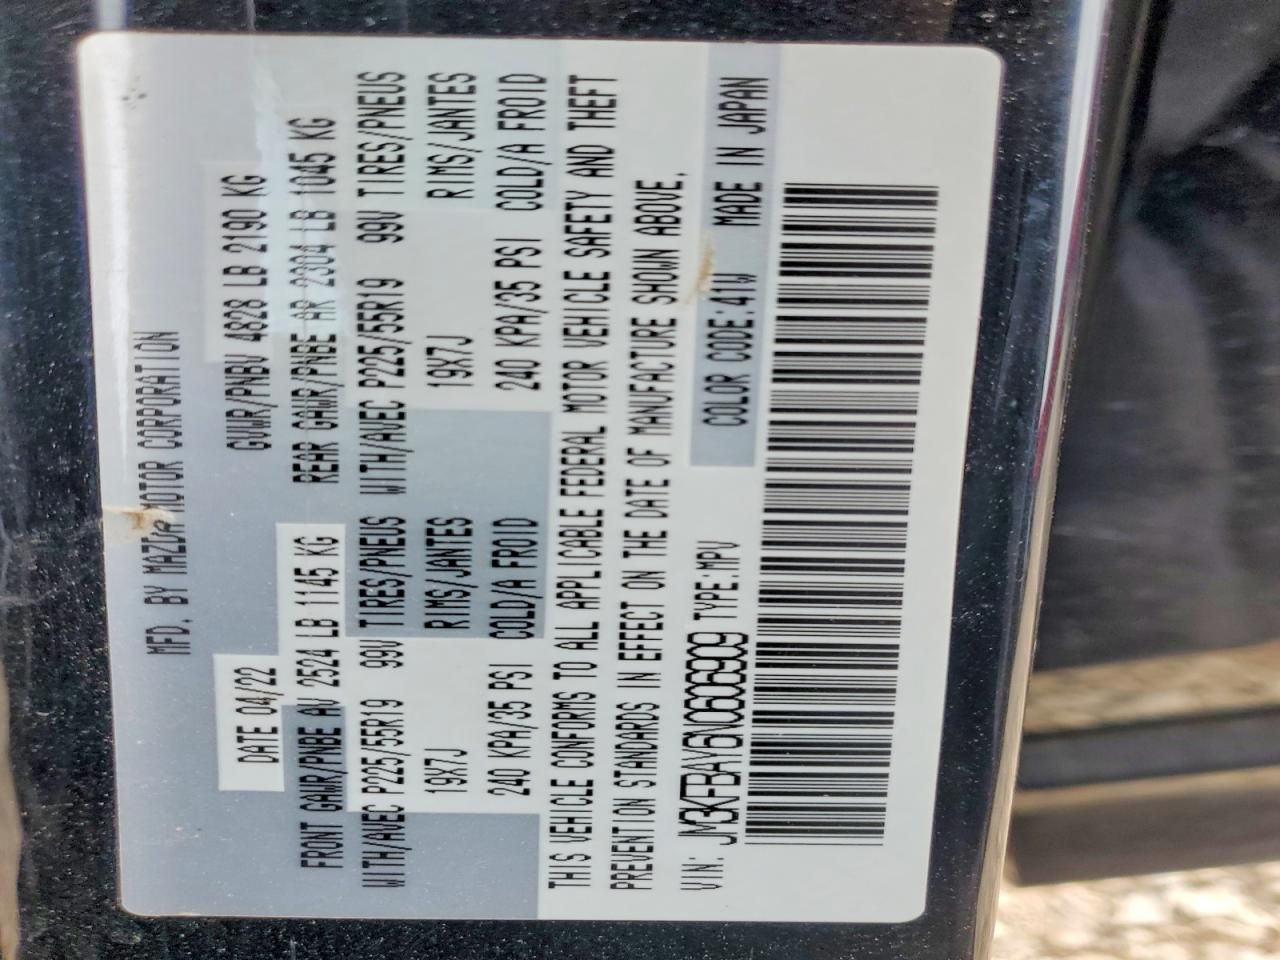 MFD. BY MAZDA MOTOR CORPORATION
DATE 04/22 GVWR/PNBV 4828 LB 2190 KG
FRONT GAWR/PNBE AV 2524 LB 1145 KG REAR GAWR/PNBE AR 2304 LB 1045 KG
WITH/AVEC P225/55R19 99V TIRES/PNEUS WITH/AVEC P225/55R19 99V TIRES/PNEUS
19X7J RIMS/JANTES 19X7J RIMS/JANTES
240 KPA/35 PSI COLD/A FROID 240 KPA/35 PSI COLD/A FROID
THIS VEHICLE CONFORMS TO ALL APPLICABLE FEDERAL MOTOR VEHICLE SAFETY AND THEFT
PREVENTION STANDARDS IN EFFECT ON THE DATE OF MANUFACTURE SHOWN ABOVE.
VIN: JM3KFBAY6N0606909 TYPE:MPV COLOR CODE:41W MADE IN JAPAN